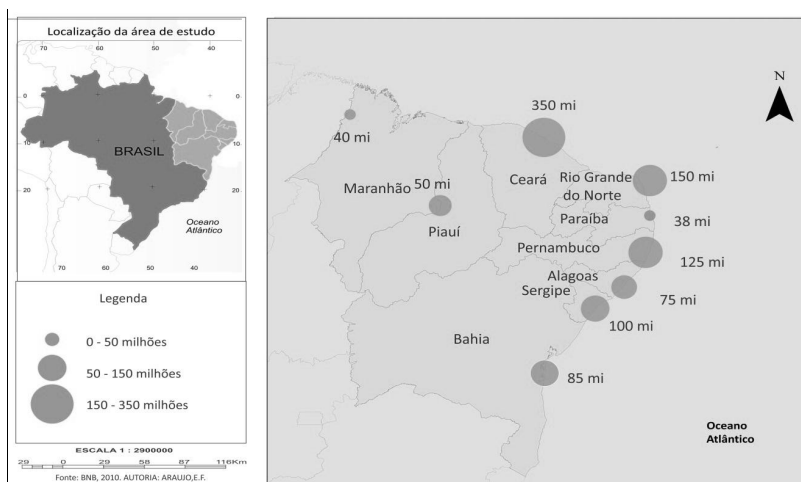 Localização da área de estudo
70 60 50 40
0 0
BRASIL
10 10
20 20
Oceano
Atlântico
70 60 50 40
Legenda
0 - 50 milhões
50 - 150 milhões
150 - 350 milhões
ESCALA 1 : 2900000
29 0 29 58 87 116Km
Fonte: BNB, 2010. AUTORIA: ARAUJO,E.F.
N
350 mi
40 mi
Ceará
Rio Grande
do Norte
150 mi
Maranhão
50 mi
Paraíba
38 mi
Piauí
Pernambuco
125 mi
Alagoas
75 mi
Sergipe
100 mi
Bahia
85 mi
Oceano
Atlântico